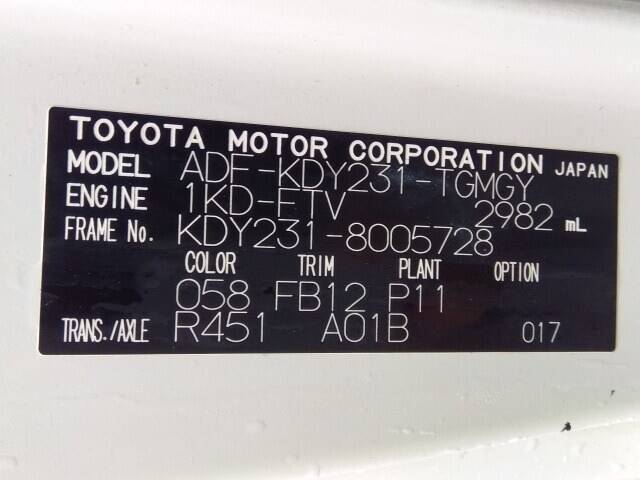 TOYOTA MOTOR CORPORATION JAPAN
MODEL ADF-KDY231-TGMGY
ENGINE 1KD-FTV 2982 mL
FRAME No. KDY231-8005728
COLOR TRIM PLANT OPTION
058 FB12 P11
TRANS./AXLE R451 A01B 017